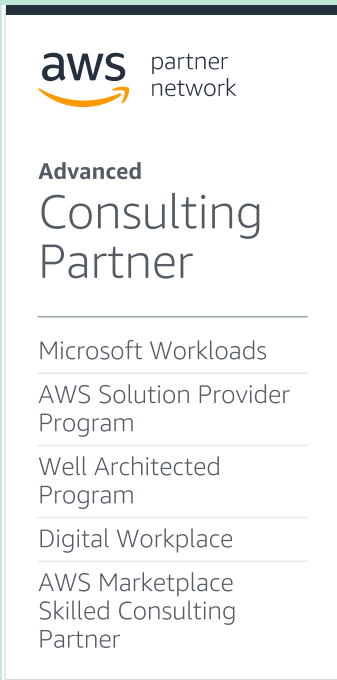 aws partner
network
Advanced
Consulting
Partner
Microsoft Workloads
AWS Solution Provider
Program
Well Architected
Program
Digital Workplace
AWS Marketplace
Skilled Consulting
Partner